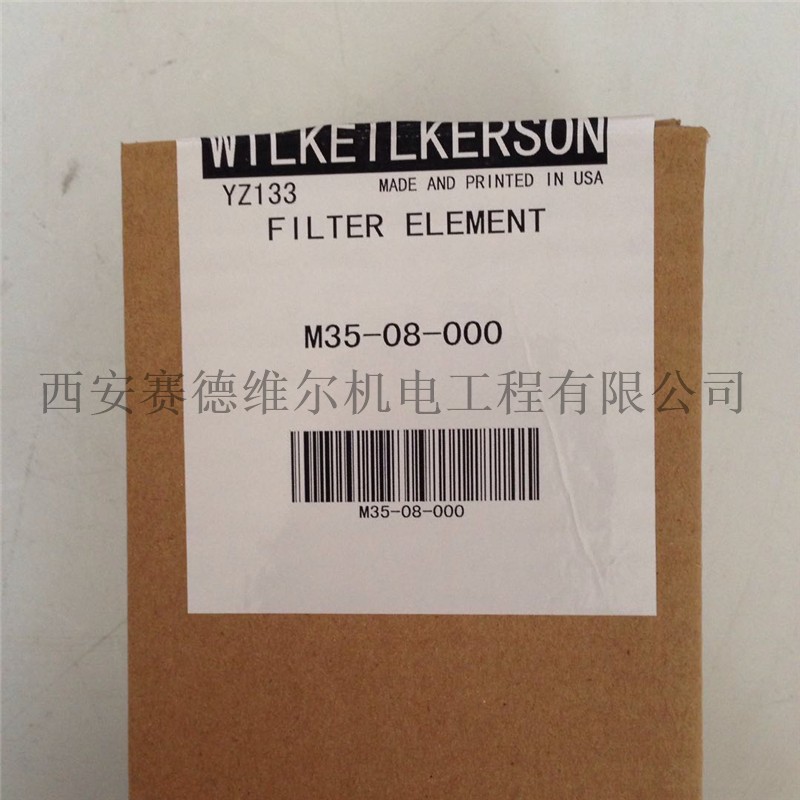 WILKEILKERSON
YZ133
MADE AND PRINTED IN USA
FILTER ELEMENT
M35-08-000
西安赛德维尔机电工程有限公司
M35-08-000